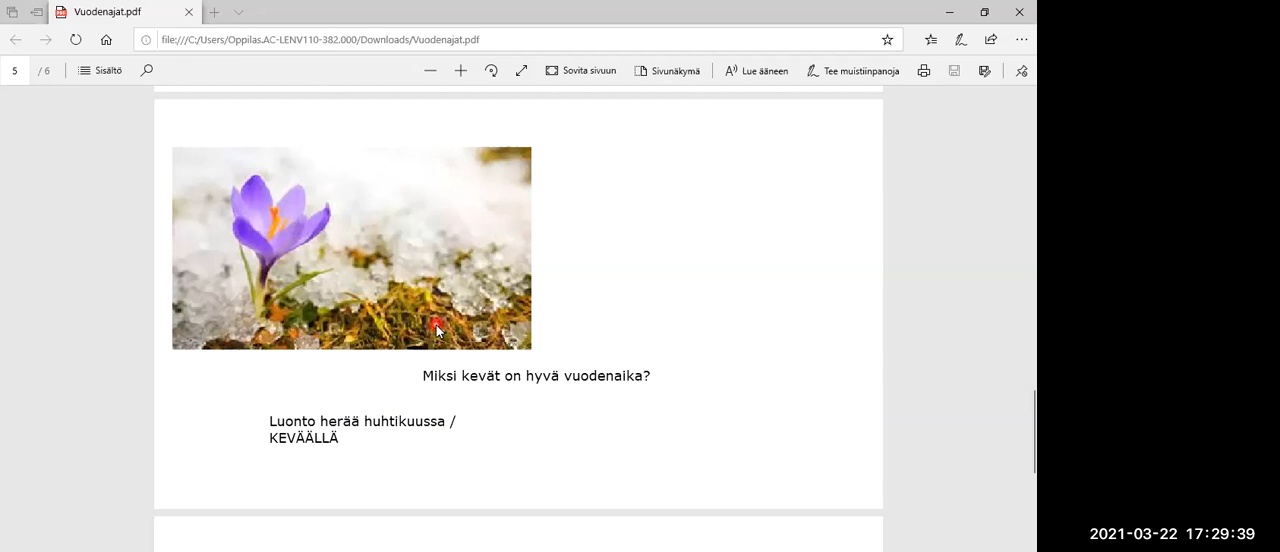 Vuodenajat.pdf
file:///C:/Users/Oppilas.AC-LENV110-382.000/Downloads/Vuodenajat.pdf
5 / 6 Sisältö Sovita sivuun Sivunäkymä Lue ääneen Tee muistiinpanoja
Miksi kevät on hyvä vuodenaika?
Luonto herää huhtikuussa /
KEVÄÄLLÄ
2021-03-22 17:29:39